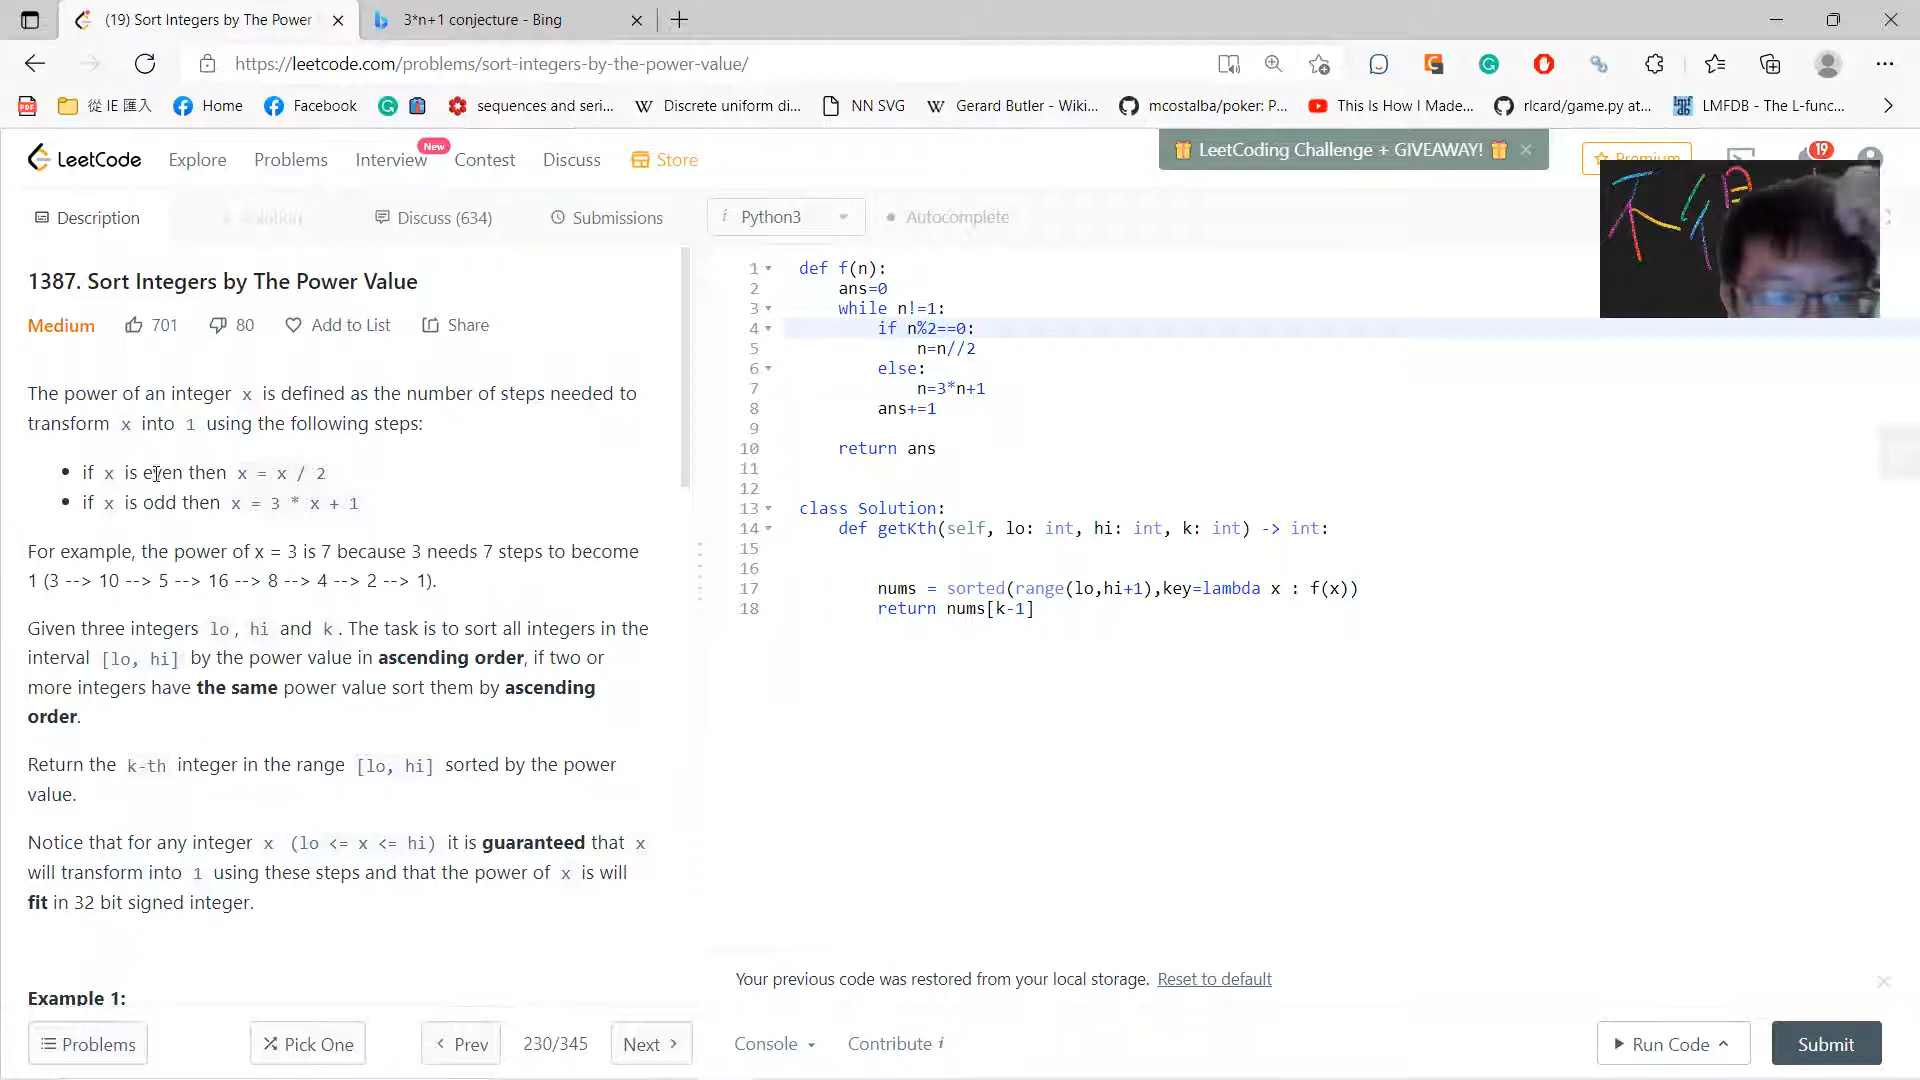 (19) Sort Integers by The Power
3*n+1 conjecture - Bing
https://leetcode.com/problems/sort-integers-by-the-power-value/
PDF
從 IE 匯入
Home
Facebook
sequences and seri...
Discrete uniform di...
NN SVG
Gerard Butler - Wiki...
mcostalba/poker: P...
This Is How I Made...
rlcard/game.py at...
LMFDB - The L-func...
LeetCode
Explore
Problems
Interview
New
Contest
Discuss
Store
LeetCoding Challenge + GIVEAWAY!
Premium
19
Description
Solution
Discuss (634)
Submissions
i Python3
Autocomplete
1387. Sort Integers by The Power Value
Medium
701
80
Add to List
Share
The power of an integer x is defined as the number of steps needed to
transform x into 1 using the following steps:
• if x is even then x = x / 2
• if x is odd then x = 3 * x + 1
For example, the power of x = 3 is 7 because 3 needs 7 steps to become
1 (3 --> 10 --> 5 --> 16 --> 8 --> 4 --> 2 --> 1).
Given three integers lo, hi and k. The task is to sort all integers in the
interval [lo, hi] by the power value in ascending order, if two or
more integers have the same power value sort them by ascending
order.
Return the k-th integer in the range [lo, hi] sorted by the power
value.
Notice that for any integer x (lo <= x <= hi) it is guaranteed that x
will transform into 1 using these steps and that the power of x is will
fit in 32 bit signed integer.
Example 1:
1 def f(n):
2 ans=0
3 while n!=1:
4 if n%2==0:
5 n=n//2
6 else:
7 n=3*n+1
8 ans+=1
9
10 return ans
11
12
13 class Solution:
14 def getKth(self, lo: int, hi: int, k: int) -> int:
15
16
17 nums = sorted(range(lo,hi+1),key=lambda x : f(x))
18 return nums[k-1]
Your previous code was restored from your local storage. Reset to default
Problems
Pick One
Prev
230/345
Next
Console
Contribute i
Run Code
Submit